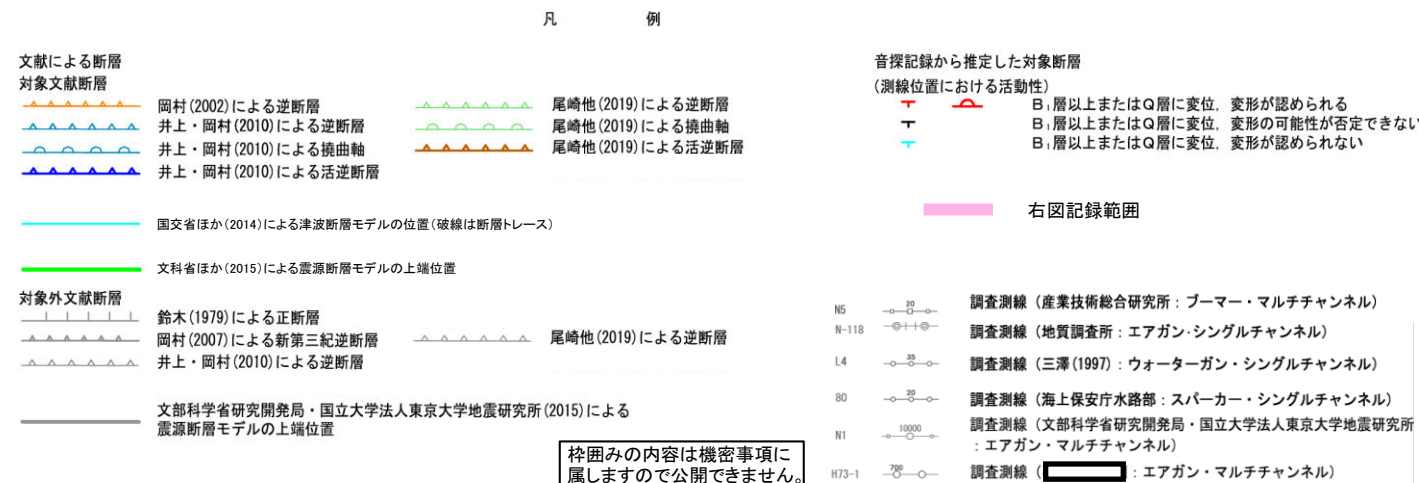 凡　例
文献による断層
対象文献断層
岡村(2002)による逆断層
井上・岡村(2010)による逆断層
井上・岡村(2010)による撓曲軸
井上・岡村(2010)による活逆断層
尾崎他(2019)による逆断層
尾崎他(2019)による撓曲軸
尾崎他(2019)による活逆断層
国交省ほか(2014)による津波断層モデルの位置(破線は断層トレース)
文科省ほか(2015)による震源断層モデルの上端位置
対象外文献断層
鈴木(1979)による正断層
岡村(2007)による新第三紀逆断層
井上・岡村(2010)による逆断層
尾崎他(2019)による逆断層
文部科学省研究開発局・国立大学法人東京大学地震研究所(2015)による
震源断層モデルの上端位置
枠囲みの内容は機密事項に
属しますので公開できません。
音探記録から推定した対象断層
(測線位置における活動性)
B₁層以上またはQ層に変位，変形が認められる
B₁層以上またはQ層に変位，変形の可能性が否定できない
B₁層以上またはQ層に変位，変形が認められない
右図記録範囲
N5 20 調査測線（産業技術総合研究所：ブーマー・マルチチャンネル）
N-118 調査測線（地質調査所：エアガン・シングルチャンネル）
L4 35 調査測線（三澤(1997)：ウォーターガン・シングルチャンネル）
80 20 調査測線（海上保安庁水路部：スパーカー・シングルチャンネル）
N1 10000 調査測線（文部科学省研究開発局・国立大学法人東京大学地震研究所
：エアガン・マルチチャンネル）
H73-1 700 調査測線（　　　　：エアガン・マルチチャンネル）